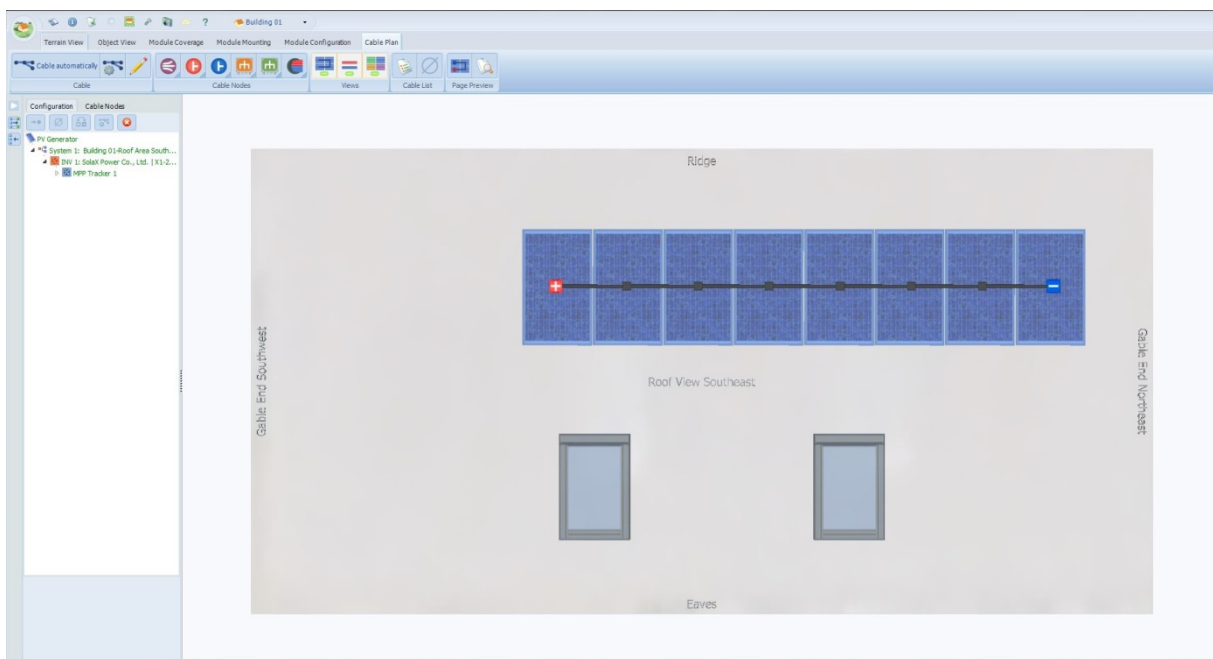 ? Building 01
Terrain View Object View Module Coverage Module Mounting Module Configuration Cable Plan
Cable automatically
Cable Cable Nodes Views Cable List Page Preview
Configuration Cable Nodes
PV Generator
System 1: Building 01-Roof Area South...
INV 1: SolaX Power Co., Ltd. | X1-2...
MPP Tracker 1
Ridge
Gable End Southwest
Roof View Southeast
Gable End Northeast
Eaves